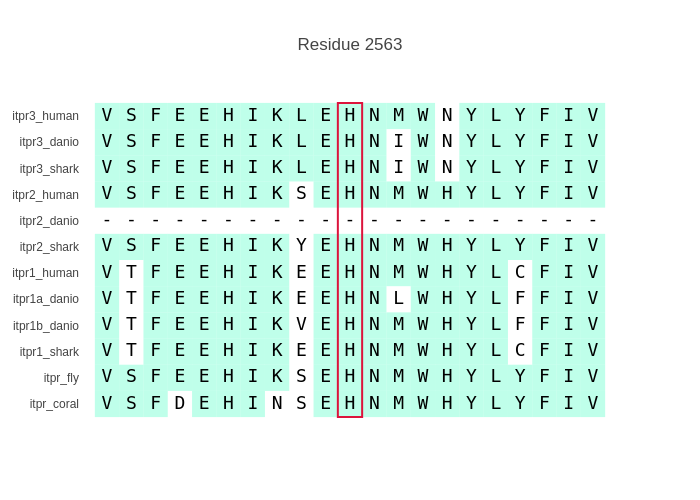 Residue 2563
itpr3_human V S F E E H I K L E H N M W N Y L Y F I V
itpr3_danio V S F E E H I K L E H N I W N Y L Y F I V
itpr3_shark V S F E E H I K L E H N I W N Y L Y F I V
itpr2_human V S F E E H I K S E H N M W H Y L Y F I V
itpr2_danio - - - - - - - - - - - - - - - - - - - - -
itpr2_shark V S F E E H I K Y E H N M W H Y L Y F I V
itpr1_human V T F E E H I K E E H N M W H Y L C F I V
itpr1a_danio V T F E E H I K E E H N L W H Y L F F I V
itpr1b_danio V T F E E H I K V E H N M W H Y L F F I V
itpr1_shark V T F E E H I K E E H N M W H Y L C F I V
itpr_fly V S F E E H I K S E H N M W H Y L Y F I V
itpr_coral V S F D E H I N S E H N M W H Y L Y F I V